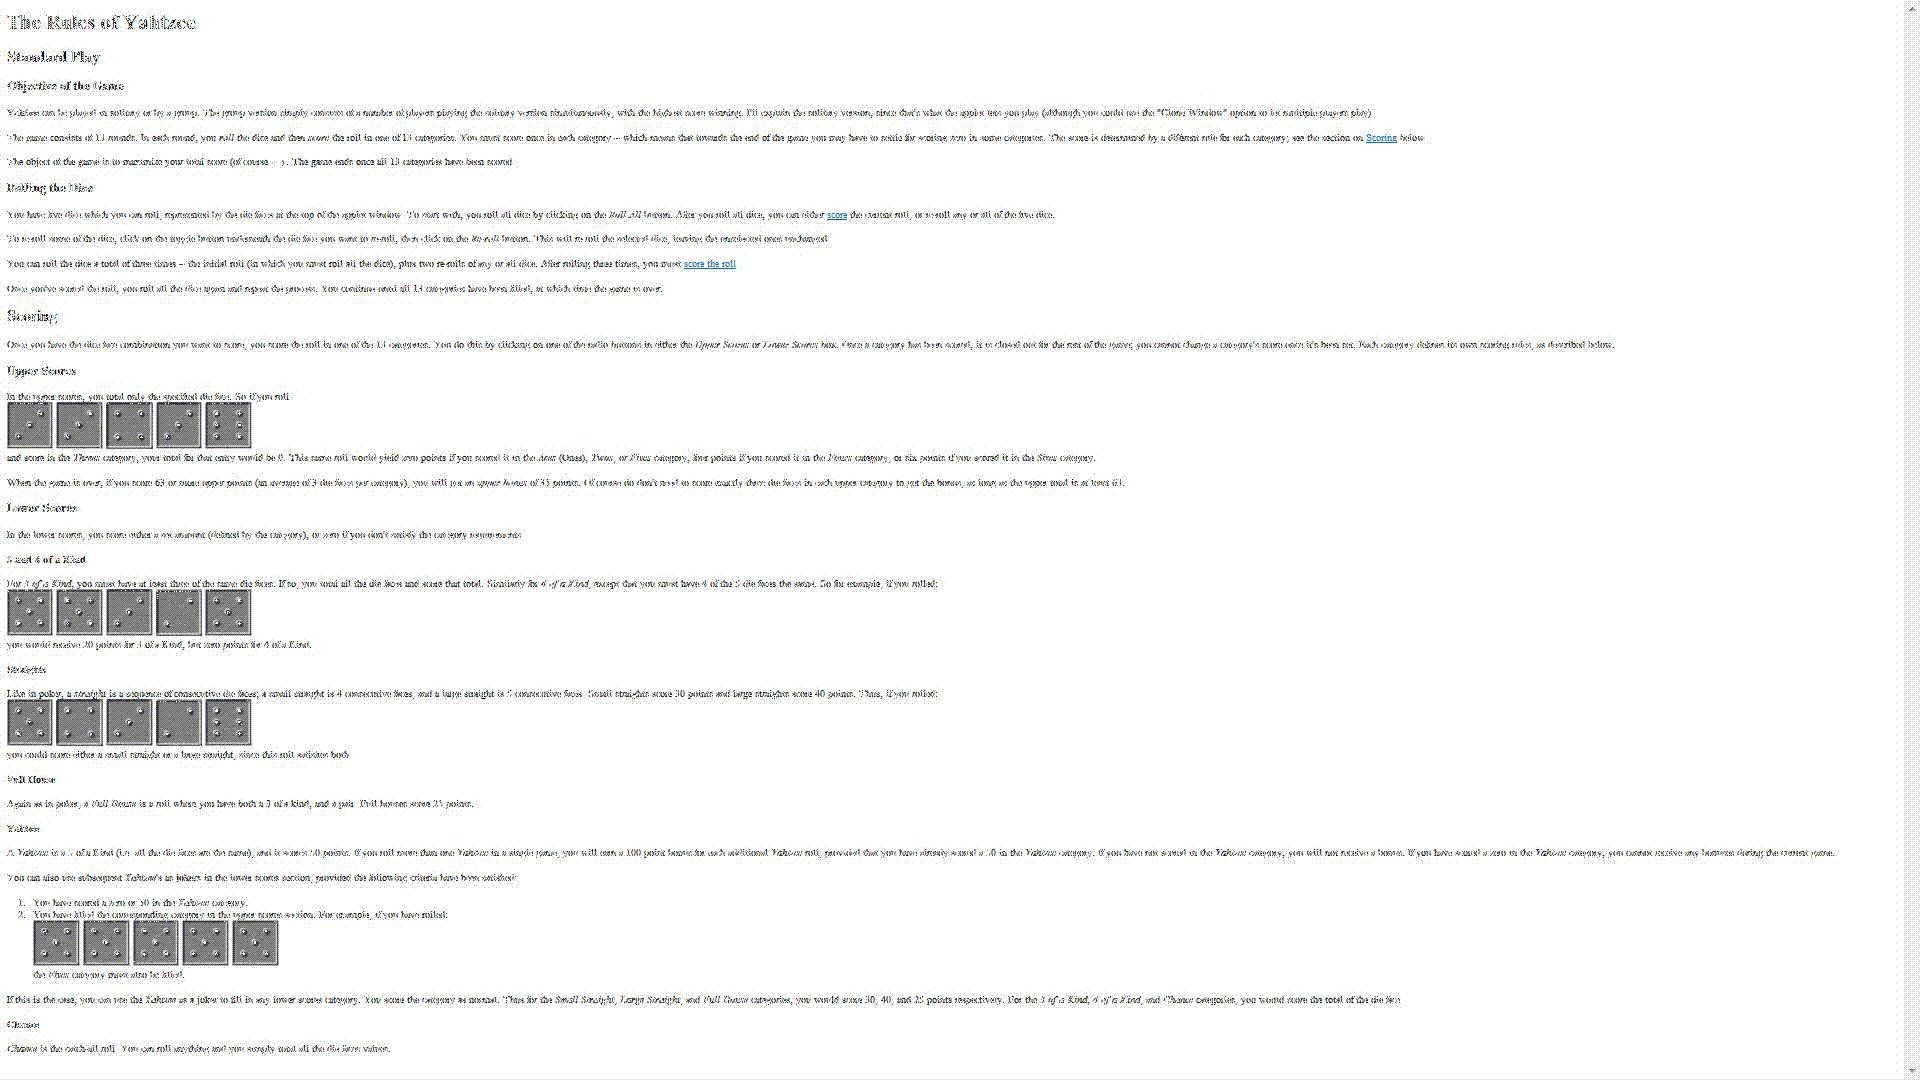 The Rules of Yahtzee
Standard Play
Objective of the Game
Yahtzee can be played in solitary or by a group. The group version simply consists of a number of players playing the solitary version simultaneously, with the highest score winning. I'll explain the solitary version, since that's what the applet lets you play (although you could use the "Clone Window" option to let multiple players play)
The game consists of 13 rounds. In each round, you roll the dice and then score the roll in one of 13 categories. You must score once in each category -- which means that towards the end of the game you may have to settle for scoring zero in some categories. The score is determined by a different rule for each category; see the section on Scoring below.
The object of the game is to maximize your total score (of course :-). The game ends once all 13 categories have been scored.
Rolling the Dice
You have five dice which you can roll, represented by the die faces at the top of the applet window. To start with, you roll all dice by clicking on the Roll All button. After you roll all dice, you can either score the current roll, or re-roll any or all of the five dice.
To re-roll some of the dice, click on the toggle button underneath the die face you want to re-roll, then click on the Re-roll button. This will re-roll the selected dice, leaving the unselected ones unchanged.
You can roll the dice a total of three times -- the initial roll (in which you must roll all the dice), plus two re-rolls of any or all dice. After rolling three times, you must score the roll.
Once you've scored the roll, you roll all the dice again and repeat the process. You continue until all 13 categories have been filled, at which time the game is over.
Scoring
Once you have the dice face combination you want to score, you score the roll in one of the 13 categories. You do this by clicking on one of the radio buttons in either the Upper Scores or Lower Scores box. Once a category has been scored, it is closed out for the rest of the game; you cannot change a category's score once it's been set. Each category defines its own scoring rules, as described below.
Upper Scores
In the upper scores, you total only the specified die face. So if you roll:
and score in the Threes category, your total for that entry would be 9. This same roll would yield zero points if you scored it in the Aces (Ones), Twos, or Fives category, four points if you scored it in the Fours category, or six points if you scored it in the Sixes category.
When the game is over, if you score 63 or more upper points (an average of 3 die faces per category), you will get an upper bonus of 35 points. Of course do don't need to score exactly three die faces in each upper category to get the bonus, as long as the upper total is at least 63.
Lower Scores
In the lower scores, you score either a set amount (defined by the category), or zero if you don't satisfy the category requirements.
3 and 4 of a Kind
For 3 of a Kind, you must have at least three of the same die faces. If so, you total all the die faces and score that total. Similarly for 4 of a Kind, except that you must have 4 of the 5 die faces the same. So for example, if you rolled:
you would receive 20 points for 3 of a Kind, but zero points for 4 of a Kind.
Straights
Like in poker, a straight is a sequence of consecutive die faces; a small straight is 4 consecutive faces, and a large straight is 5 consecutive faces. Small straights score 30 points and large straights score 40 points. Thus, if you rolled:
you could score either a small straight or a large straight, since this roll satisfies both.
Full House
Again as in poker, a Full House is a roll where you have both a 3 of a kind, and a pair. Full houses score 25 points.
Yahtzee
A Yahtzee is a 5 of a Kind (i.e. all the die faces are the same), and it scores 50 points. If you roll more than one Yahtzee in a single game, you will earn a 100 point bonus for each additional Yahtzee roll, provided that you have already scored a 50 in the Yahtzee category. If you have not scored in the Yahtzee category, you will not receive a bonus. If you have scored a zero in the Yahtzee category, you cannot receive any bonuses during the current game.
You can also use subsequent Yahtzee's as jokers in the lower scores section, provided the following criteria have been satisfied:
1. You have scored a zero or 50 in the Yahtzee category.
2. You have filled the corresponding category in the upper scores section. For example, if you have rolled:
the Fives category must also be filled.
If this is the case, you can use the Yahtzee as a joker to fill in any lower scores category. You score the category as normal. Thus for the Small Straight, Large Straight, and Full House categories, you would score 30, 40, and 25 points respectively. For the 3 of a Kind, 4 of a Kind, and Chance categories, you would score the total of the die face.
Chance
Chance is the catch-all roll. You can roll anything and you simply total all the die faces values.